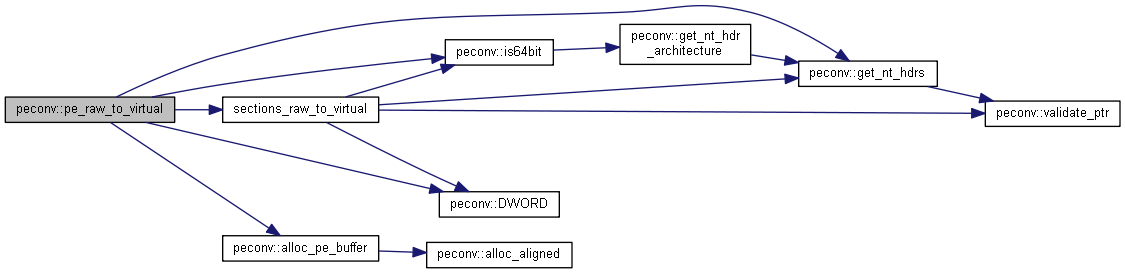 peconv::pe_raw_to_virtual
sections_raw_to_virtual
peconv::alloc_pe_buffer
peconv::is64bit
peconv::DWORD
peconv::alloc_aligned
peconv::get_nt_hdr
_architecture
peconv::get_nt_hdrs
peconv::validate_ptr